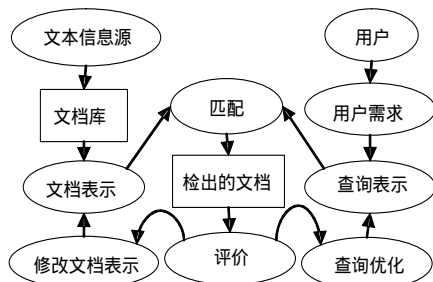 文本信息源
用户
文档库
匹配
用户需求
文档表示
检出的文档
查询表示
修改文档表示
评价
查询优化